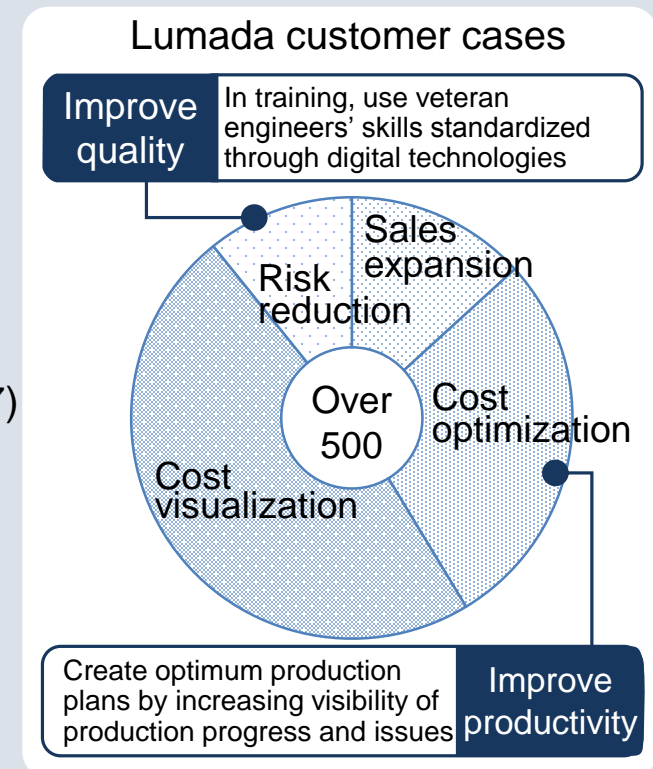 Lumada customer cases
Improve
quality
In training, use veteran
engineers’ skills standardized
through digital technologies
Sales
expansion
Risk
reduction
)
Over
500
Cost
optimization
Cost
visualization
Create optimum production
plans by increasing visibility of
production progress and issues
Improve
productivity